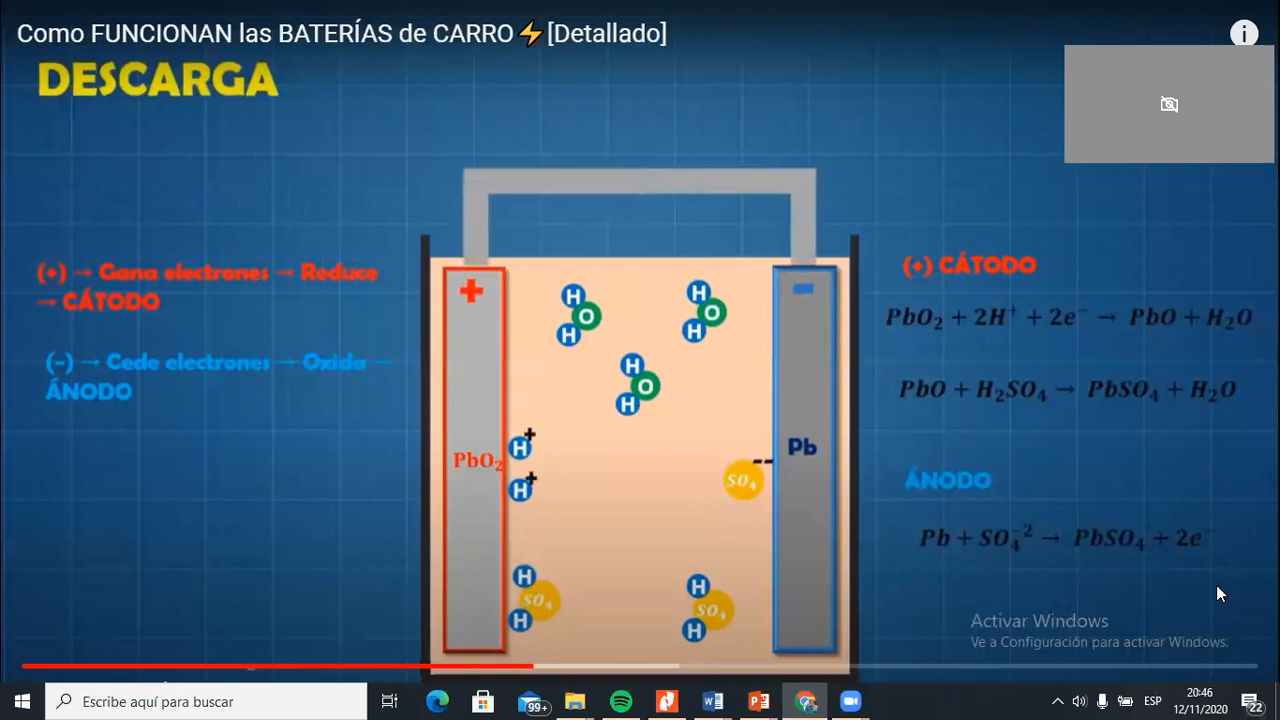 Como FUNCIONAN las BATERÍAS de CARRO⚡[Detallado]
DESCARGA
(+) → Gana electrones → Reduce
→ CÁTODO
(-) → Cede electrones → Oxida →
ÁNODO
+
-
H
H
O
H
H
O
H
H
O
H+
H+
PbO₂
SO₄--
Pb
H
SO₄
H
H
SO₄
H
(+) CÁTODO
PbO₂ + 2H⁺ + 2e⁻ → PbO + H₂O
PbO + H₂SO₄ → PbSO₄ + H₂O
ÁNODO
Pb + SO₄⁻² → PbSO₄ + 2e⁻
Activar Windows
Ve a Configuración para activar Windows.
Escribe aquí para buscar
99+
ESP
20:46
12/11/2020
22